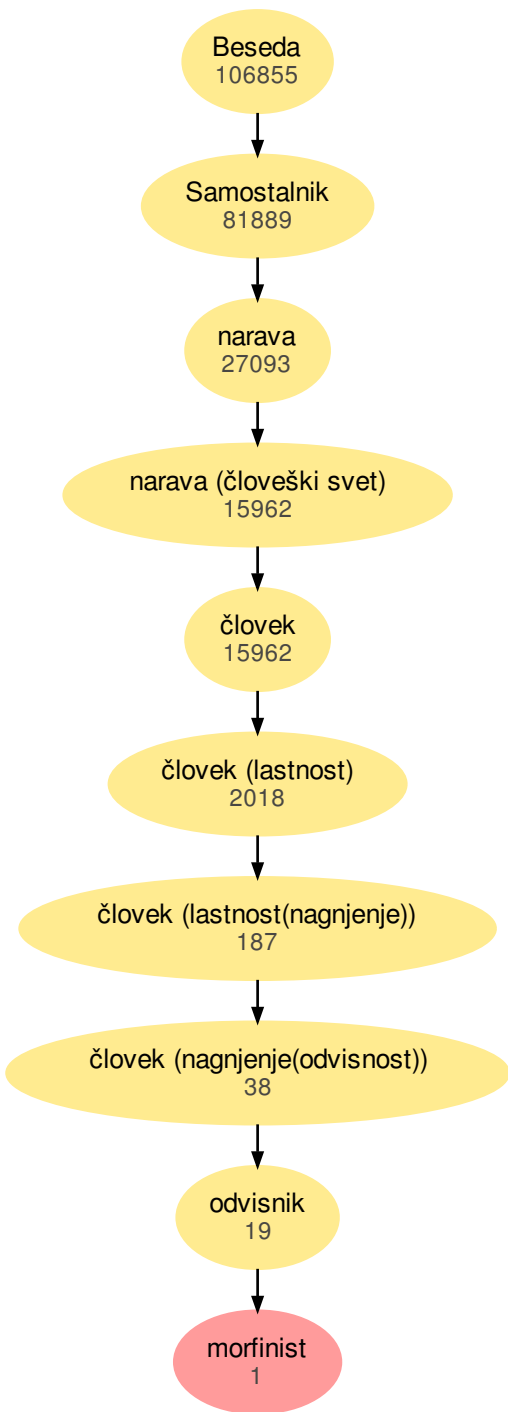 Beseda
106855
Samostalnik
81889
narava
27093
narava (človeški svet)
15962
človek
15962
človek (lastnost)
2018
človek (lastnost(nagnjenje))
187
človek (nagnjenje(odvisnost))
38
odvisnik
19
morfinist
1